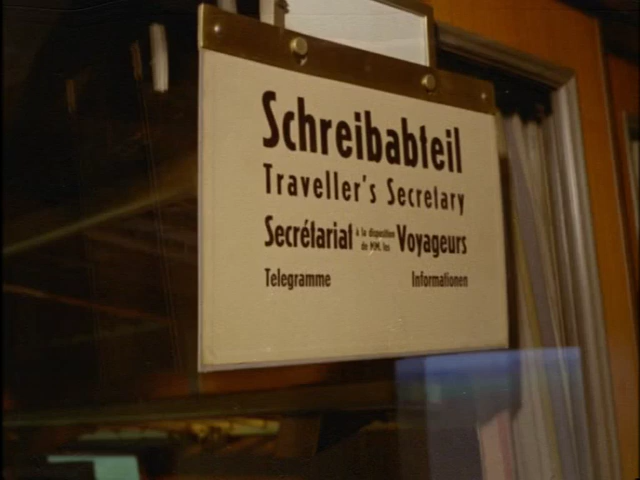 Schreibabteil
Traveller's Secretary
Secrétariat à la disposition de MM. les Voyageurs
Telegramme Informationen